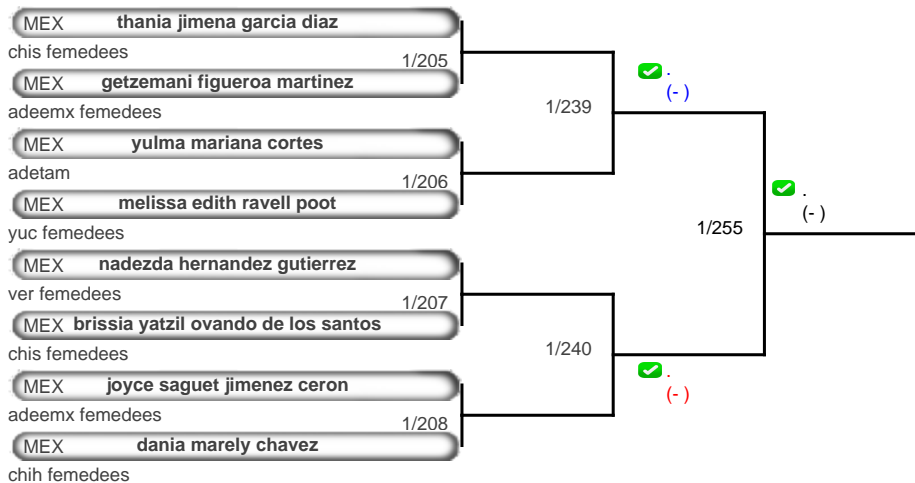 MEX thania jimena garcia diaz
chis femedees
1/205
MEX getzemani figueroa martinez
adeemx femedees
1/239
.
(- )
MEX yulma mariana cortes
adetam
1/206
MEX melissa edith ravell poot
yuc femedees
1/255
.
(- )
MEX nadezda hernandez gutierrez
ver femedees
1/207
MEX brissia yatzil ovando de los santos
chis femedees
1/240
.
(- )
MEX joyce saguet jimenez ceron
adeemx femedees
1/208
MEX dania marely chavez
chih femedees